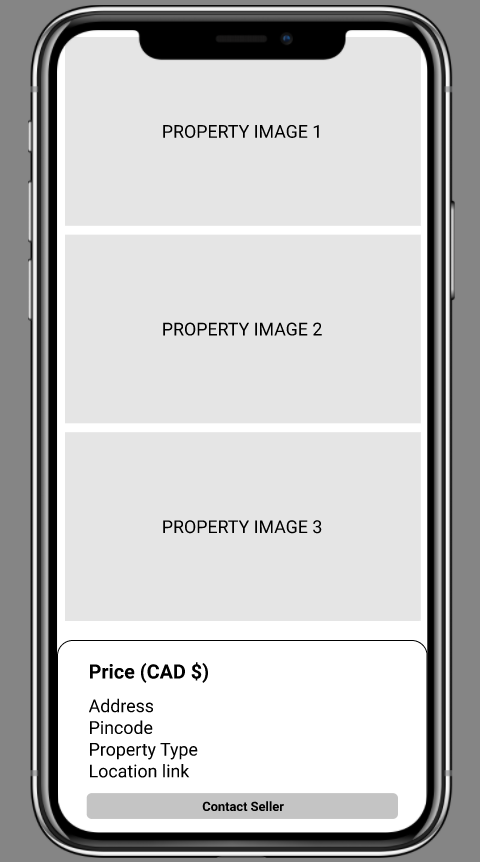 PROPERTY IMAGE 1
PROPERTY IMAGE 2
PROPERTY IMAGE 3
Price (CAD $)
Address
Pincode
Property Type
Location link
Contact Seller